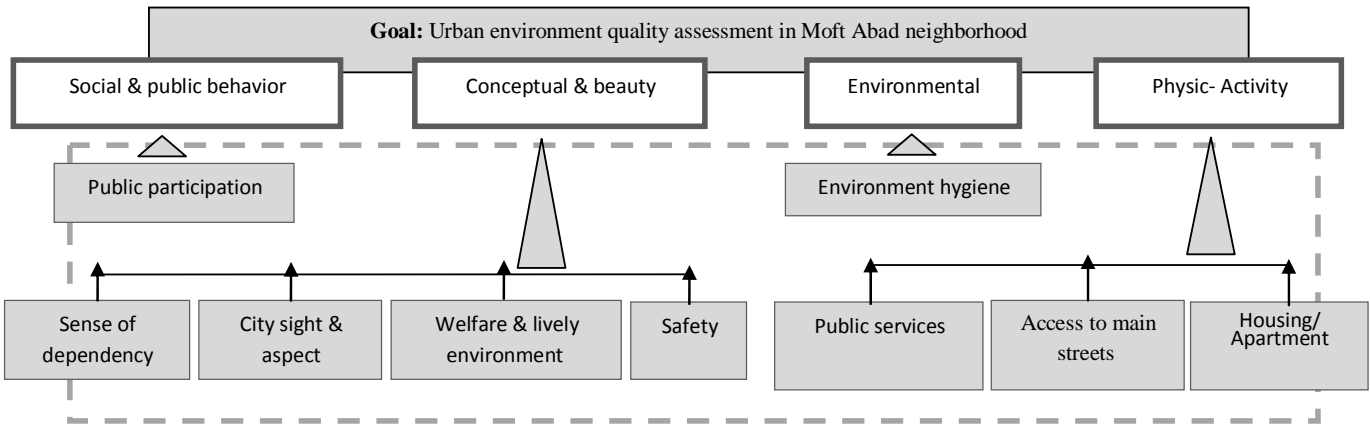 Goal: Urban environment quality assessment in Moft Abad neighborhood
Social & public behavior
Conceptual & beauty
Environmental
Physic- Activity
Public participation
Environment hygiene
Sense of
dependency
City sight &
aspect
Welfare & lively
environment
Safety
Public services
Access to main
streets
Housing/
Apartment